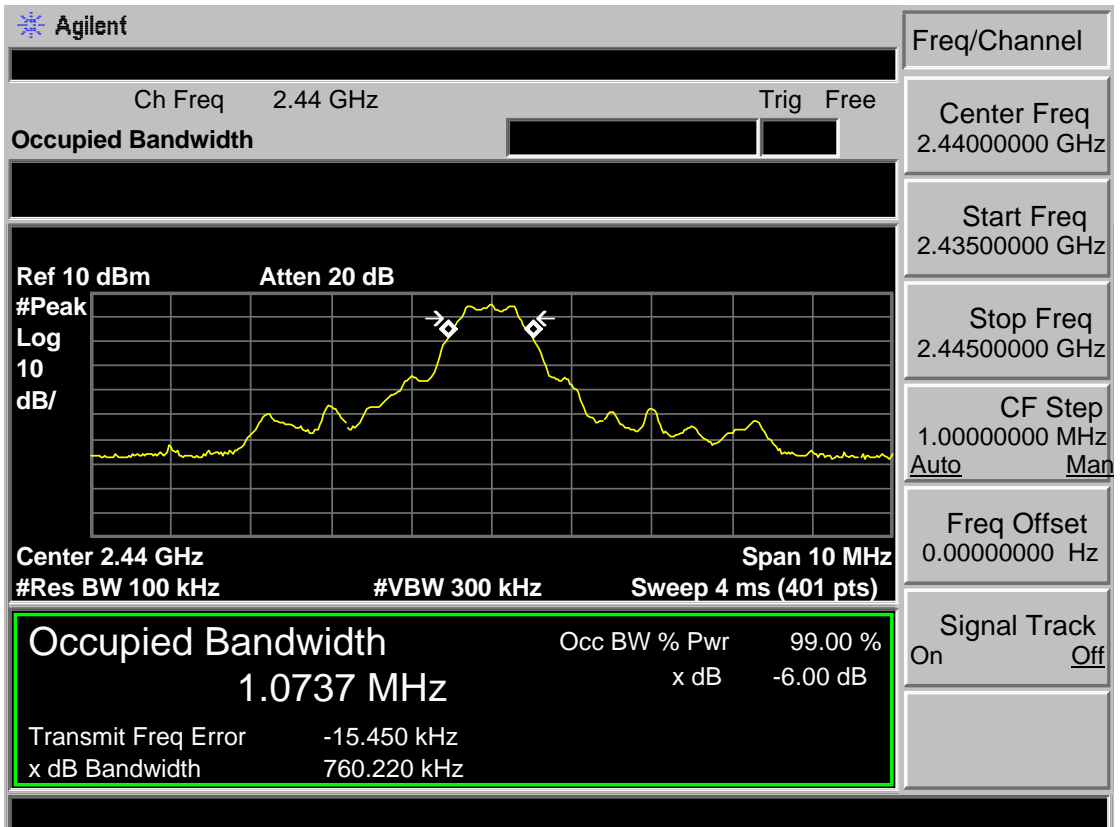 Agilent
Freq/Channel
Ch Freq 2.44 GHz Trig Free
Occupied Bandwidth
Center Freq
2.44000000 GHz
Start Freq
2.43500000 GHz
Stop Freq
2.44500000 GHz
CF Step
1.00000000 MHz
Auto Man
Freq Offset
0.00000000 Hz
Signal Track
On Off
Ref 10 dBm Atten 20 dB
#Peak
Log
10
dB/
Center 2.44 GHz Span 10 MHz
#Res BW 100 kHz #VBW 300 kHz Sweep 4 ms (401 pts)
Occupied Bandwidth Occ BW % Pwr 99.00 %
1.0737 MHz x dB -6.00 dB
Transmit Freq Error -15.450 kHz
x dB Bandwidth 760.220 kHz